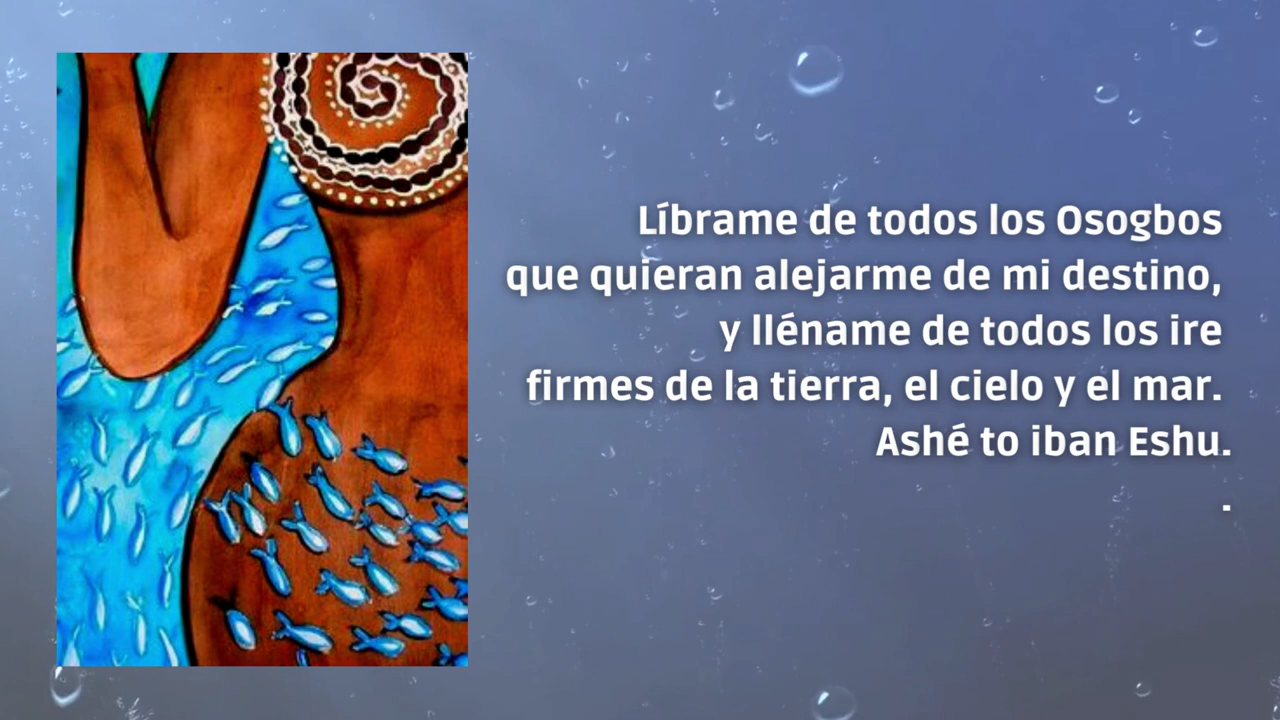 Líbrame de todos los Osogbos
que quieran alejarme de mi destino,
y lléname de todos los ire
firmes de la tierra, el cielo y el mar.
Ashé to iban Eshu.
.